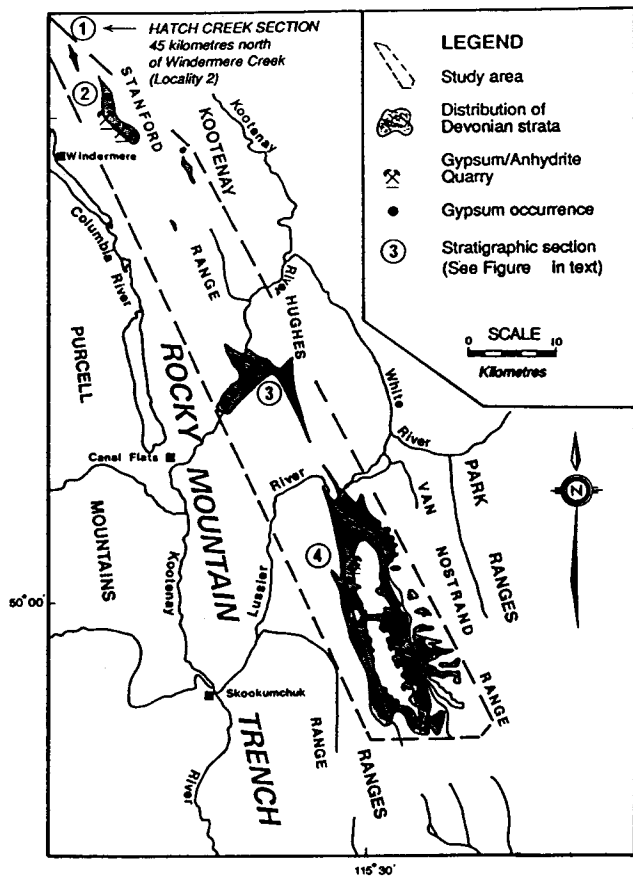 1
HATCH CREEK SECTION
45 kilometres north
of Windermere Creek
(Locality 2)
2
STANFORD
RANGE
KOOTENAY
Kootenay
River
Windermere
Columbia
River
HUGHES
RANGE
PURCELL
MOUNTAINS
ROCKY
MOUNTAIN
TRENCH
3
White
River
Canal Flats
River
Lussier
Kootenay
River
4
VAN
NOSTRAND
RANGE
PARK
RANGES
RANGES
50° 00'
Skookumchuk
115° 30'
LEGEND
Study area
Distribution of
Devonian strata
Gypsum/Anhydrite
Quarry
Gypsum occurrence
3
Stratigraphic section
(See Figure in text)
SCALE
0 10
Kilometres
N